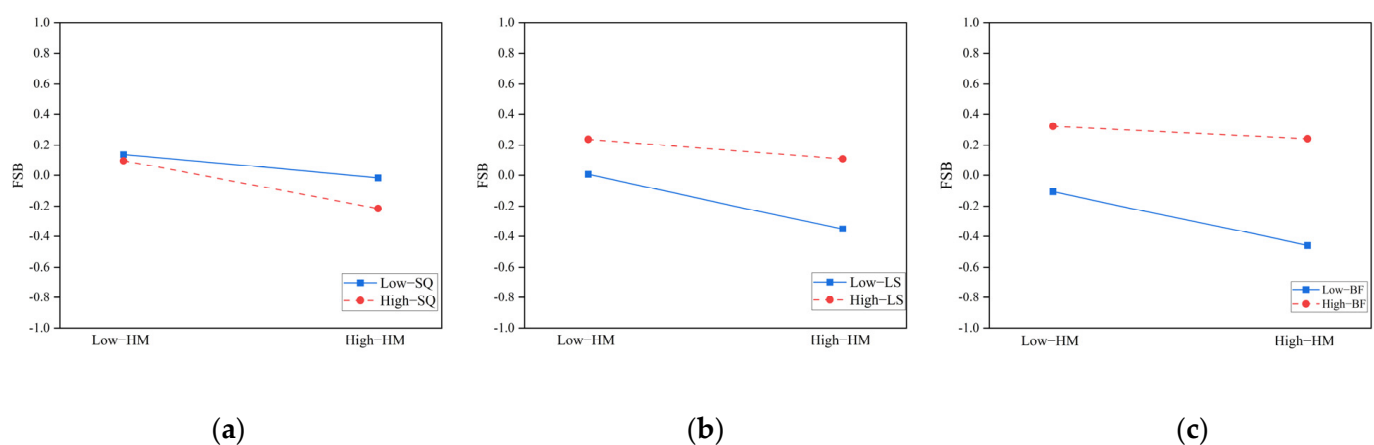 1.0
0.8
0.6
0.4
0.2
0.0
-0.2
-0.4
-0.6
-0.8
-1.0
FSB
Low−HM
High−HM
Low−SQ
High−SQ
(a)
1.0
0.8
0.6
0.4
0.2
0.0
-0.2
-0.4
-0.6
-0.8
-1.0
FSB
Low−HM
High−HM
Low−LS
High−LS
(b)
1.0
0.8
0.6
0.4
0.2
0.0
-0.2
-0.4
-0.6
-0.8
-1.0
FSB
Low−HM
High−HM
Low−BF
High−BF
(c)